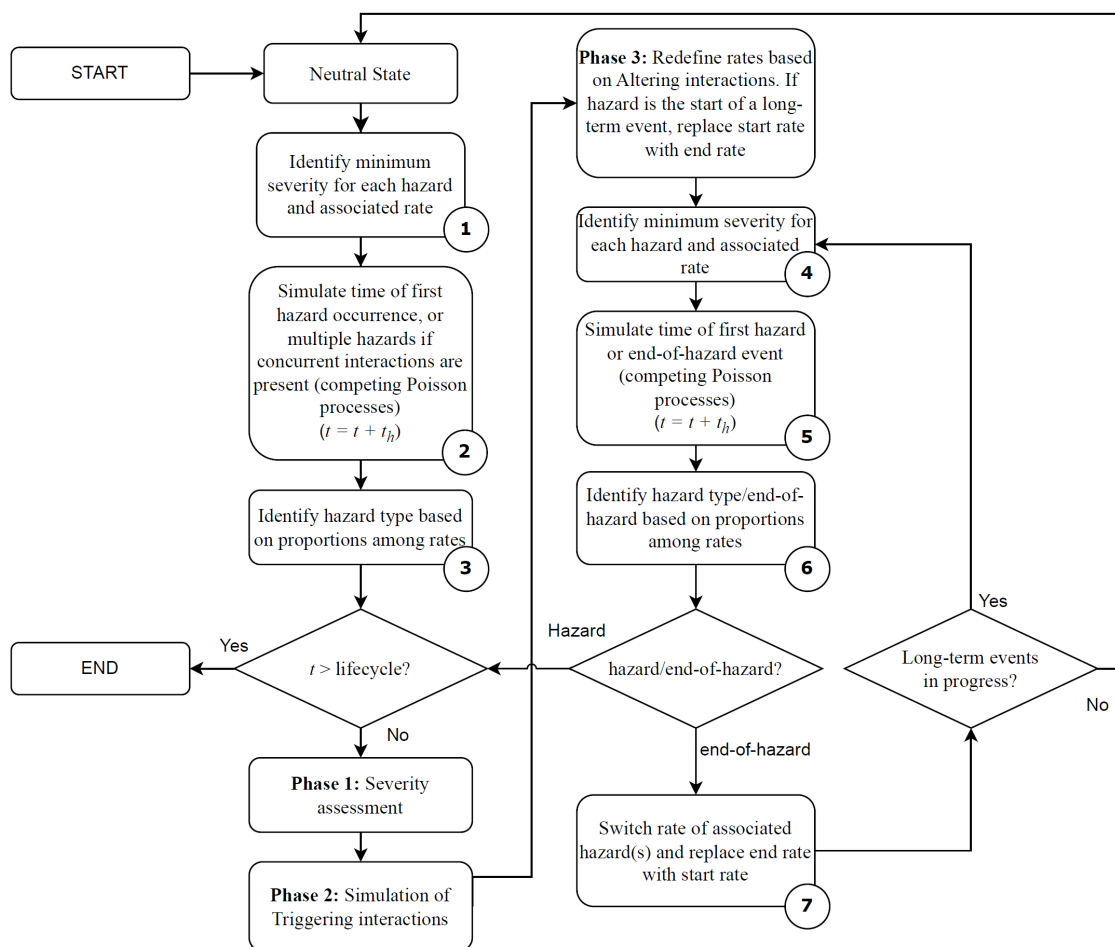 START
Neutral State
Identify minimum
severity for each hazard
and associated rate
1
Simulate time of first
hazard occurrence, or
multiple hazards if
concurrent interactions are
present (competing Poisson
processes)
(t = t + t_h)
2
Identify hazard type based
on proportions among rates
3
t > lifecycle?
Yes
END
No
Phase 1: Severity
assessment
Phase 2: Simulation of
Triggering interactions
Phase 3: Redefine rates based
on Altering interactions. If
hazard is the start of a long-
term event, replace start rate
with end rate
Identify minimum severity for
each hazard and associated
rate
4
Simulate time of first hazard
or end-of-hazard event
(competing Poisson
processes)
(t = t + t_h)
5
Identify hazard type/end-of-
hazard based on proportions
among rates
6
Hazard
hazard/end-of-hazard?
end-of-hazard
Switch rate of associated
hazard(s) and replace end rate
with start rate
7
Yes
Long-term events
in progress?
No